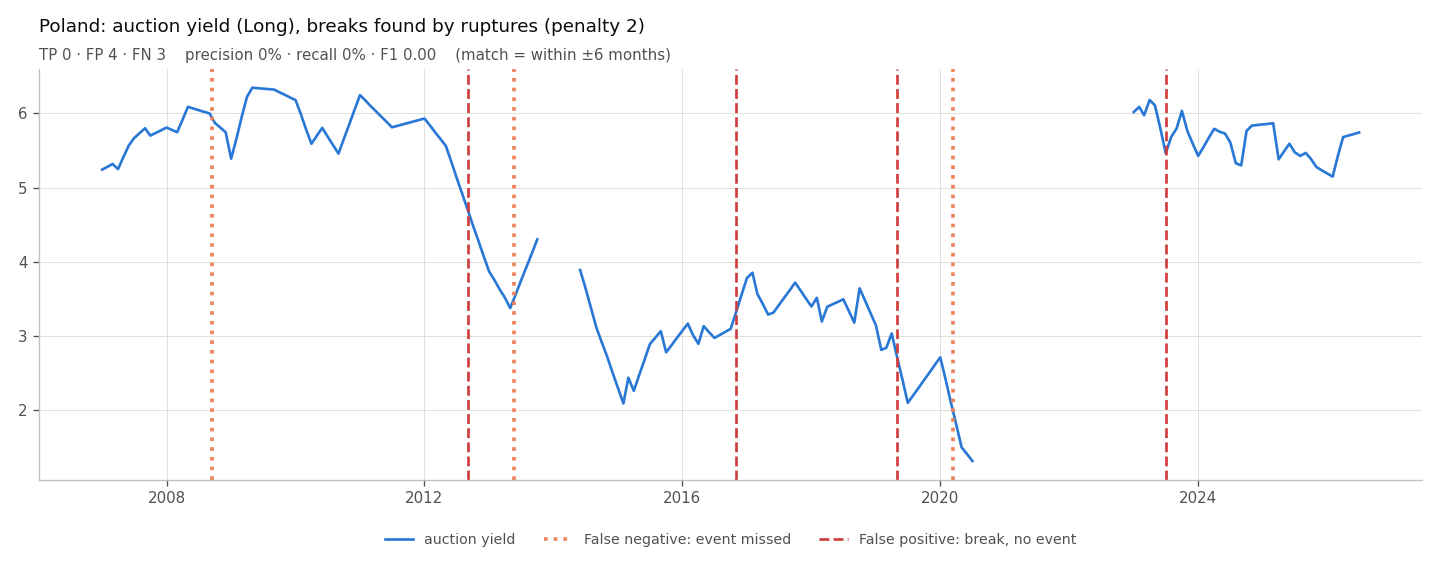 Poland: auction yield (Long), breaks found by ruptures (penalty 2)
TP 0 · FP 4 · FN 3    precision 0% · recall 0% · F1 0.00    (match = within ±6 months)
6
5
4
3
2
2008 2012 2016 2020 2024
auction yield    False negative: event missed    False positive: break, no event